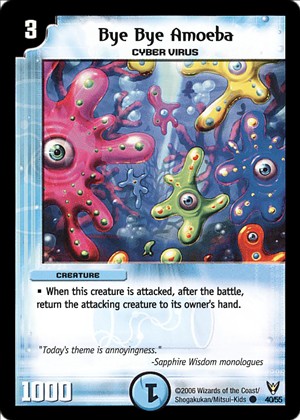 3
Bye Bye Amoeba
CYBER VIRUS
CREATURE
▪ When this creature is attacked, after the battle,
return the attacking creature to its owner's hand.
"Today's theme is annoyingness."
-Sapphire Wisdom monologues
1000
©2006 Wizards of the Coast/
Shogakukan/Mitsui-Kids ● 40/55